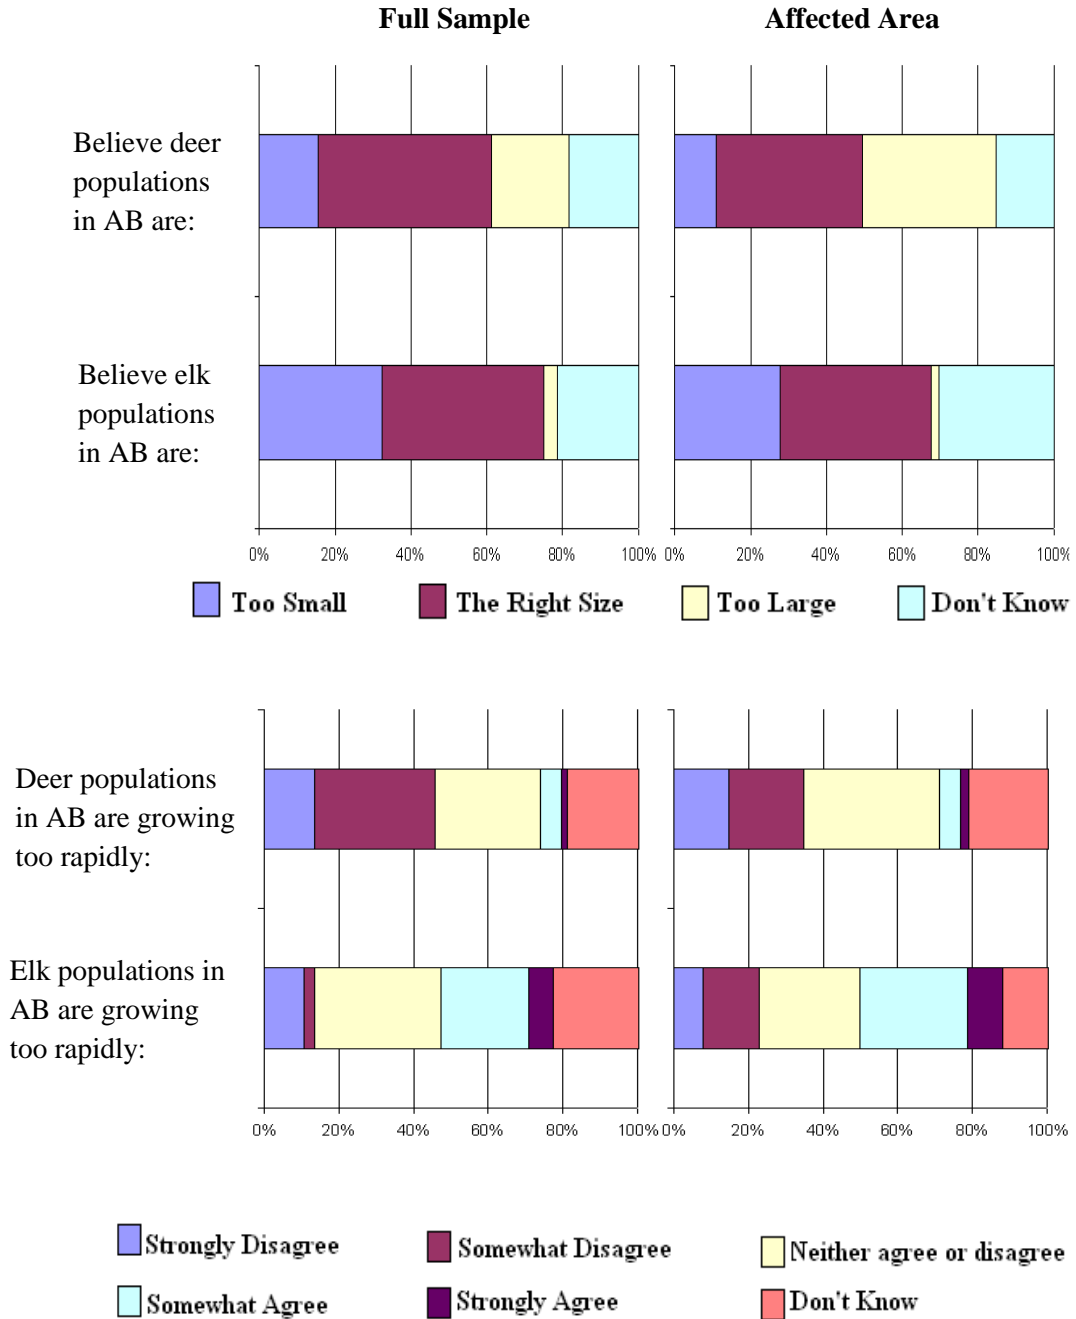 Full Sample
Affected Area
Believe deer
populations
in AB are:
Believe elk
populations
in AB are:
0% 20% 40% 60% 80% 100% 0% 20% 40% 60% 80% 100%
Too Small The Right Size Too Large Don't Know
Deer populations
in AB are growing
too rapidly:
Elk populations in
AB are growing
too rapidly:
0% 20% 40% 60% 80% 100% 0% 20% 40% 60% 80% 100%
Strongly Disagree Somewhat Disagree Neither agree or disagree
Somewhat Agree Strongly Agree Don't Know